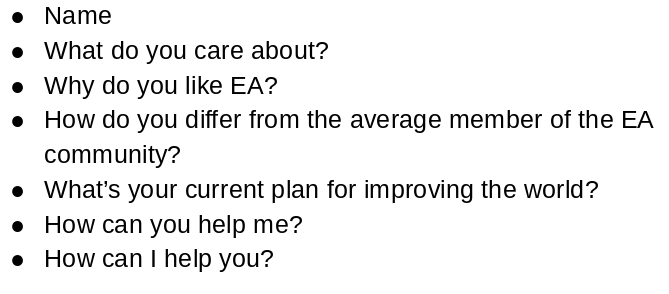 ● Name
● What do you care about?
● Why do you like EA?
● How do you differ from the average member of the EA
community?
● What’s your current plan for improving the world?
● How can you help me?
● How can I help you?